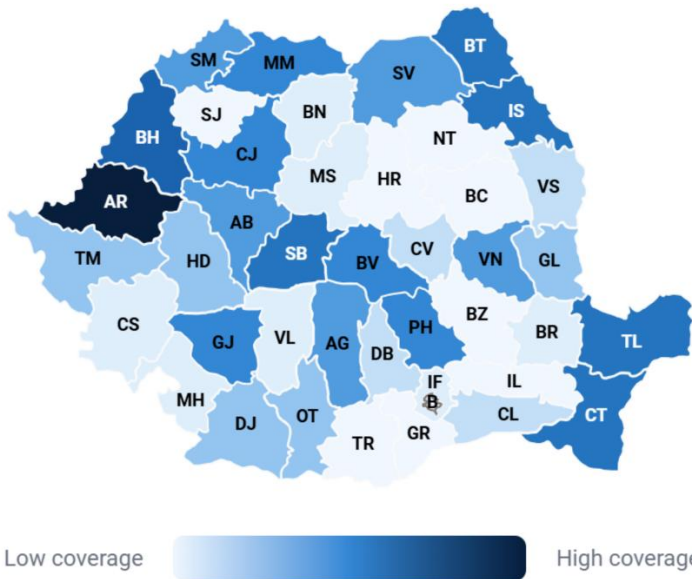 BT
SM
MM
SV
SJ
BN
IS
BH
NT
CJ
MS
HR
VS
BC
AR
AB
CV
SB
TM
HD
BV
VN
GL
BZ
CS
PH
BR
TL
GJ
VL
AG
DB
IF
IL
MH
B
OT
CL
CT
DJ
GR
TR
Low coverage
High coverage